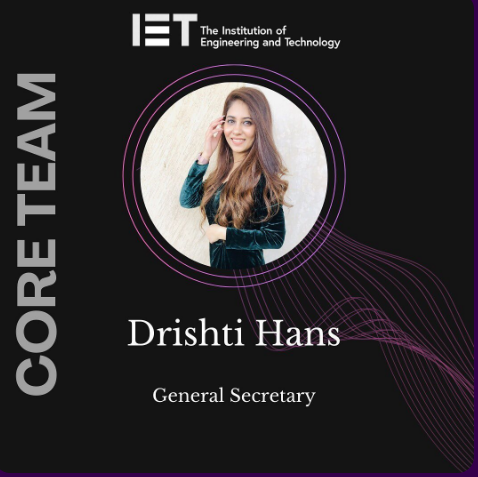 IET
The Institution of
Engineering and Technology
CORE TEAM
Drishti Hans
General Secretary